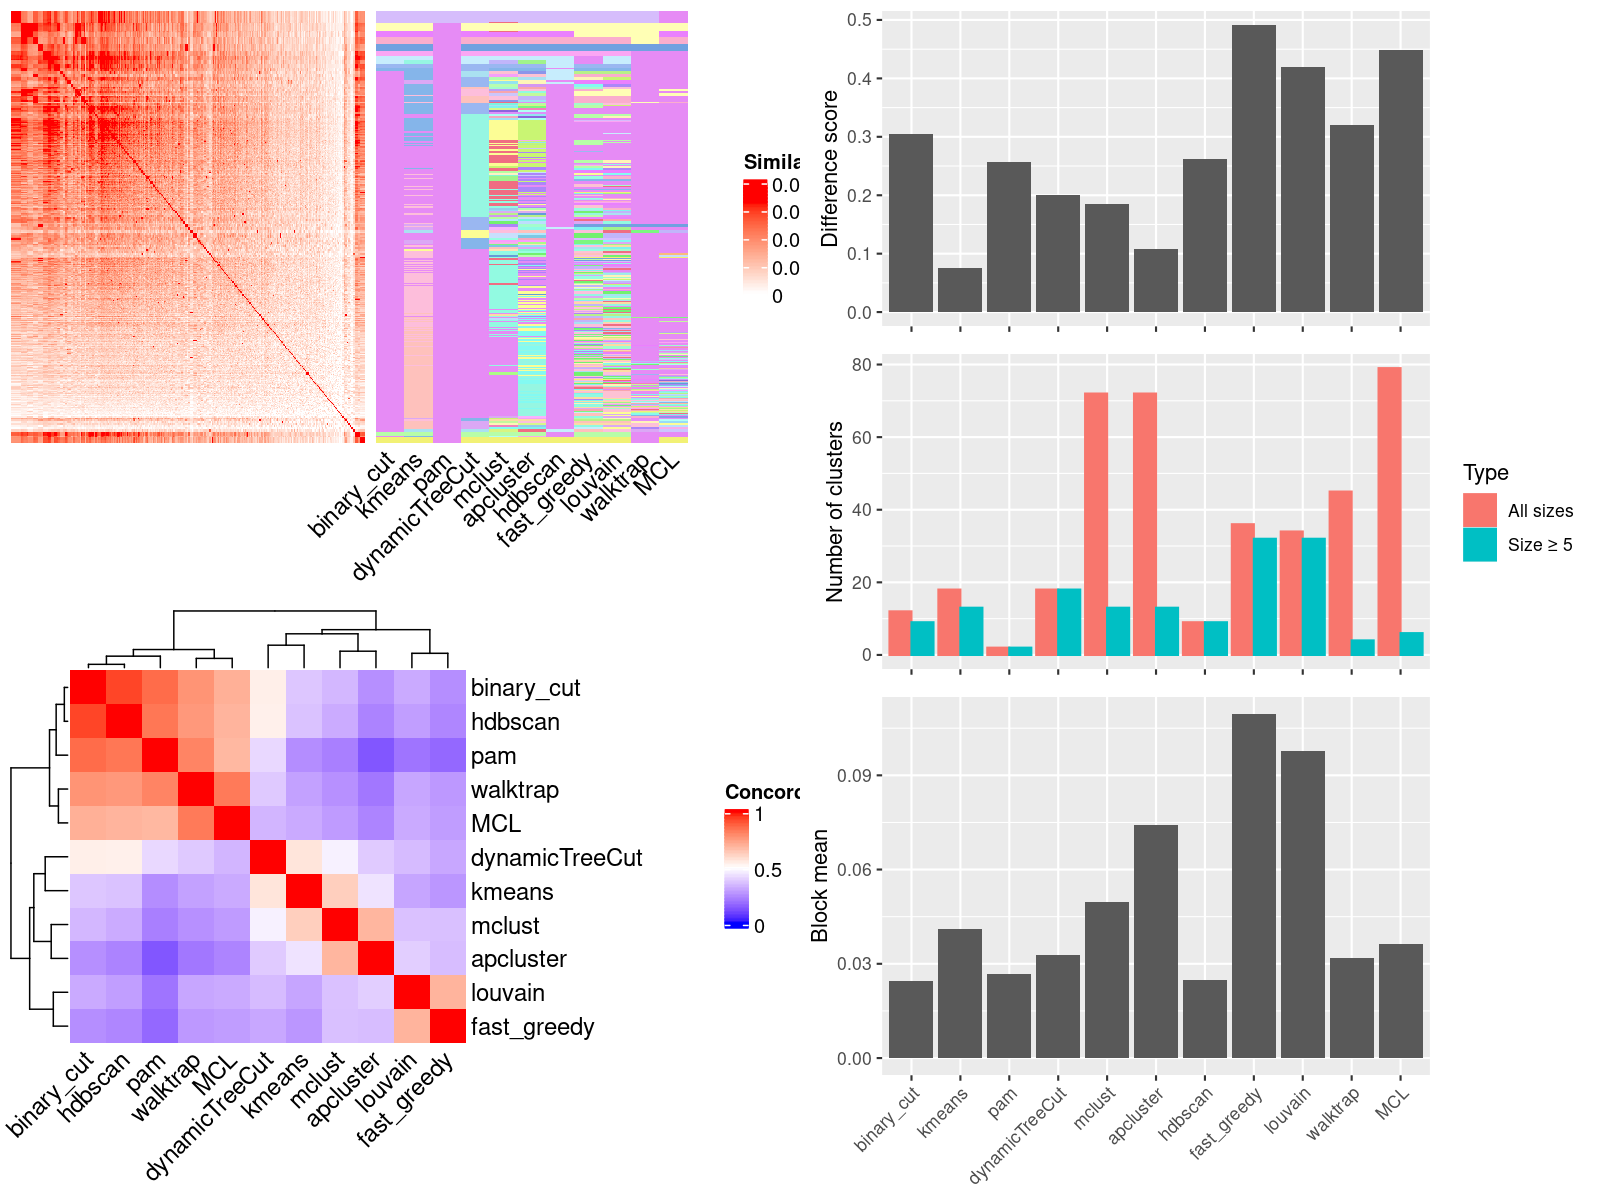 Simila
0.0
0.0
0.0
0.0
0
binary_cut
kmeans
pam
dynamicTreeCut
mclust
apcluster
hdbscan
fast_greedy
louvain
walktrap
MCL
binary_cut
hdbscan
pam
walktrap
MCL
dynamicTreeCut
kmeans
mclust
apcluster
louvain
fast_greedy
binary_cut
hdbscan
pam
walktrap
MCL
dynamicTreeCut
kmeans
mclust
apcluster
louvain
fast_greedy
Concord
1
0.5
0
Difference score
0.5
0.4
0.3
0.2
0.1
0.0
Number of clusters
80
60
40
20
0
Type
All sizes
Size ≥ 5
Block mean
0.09
0.06
0.03
0.00
binary_cut
kmeans
pam
dynamicTreeCut
mclust
apcluster
hdbscan
fast_greedy
louvain
walktrap
MCL